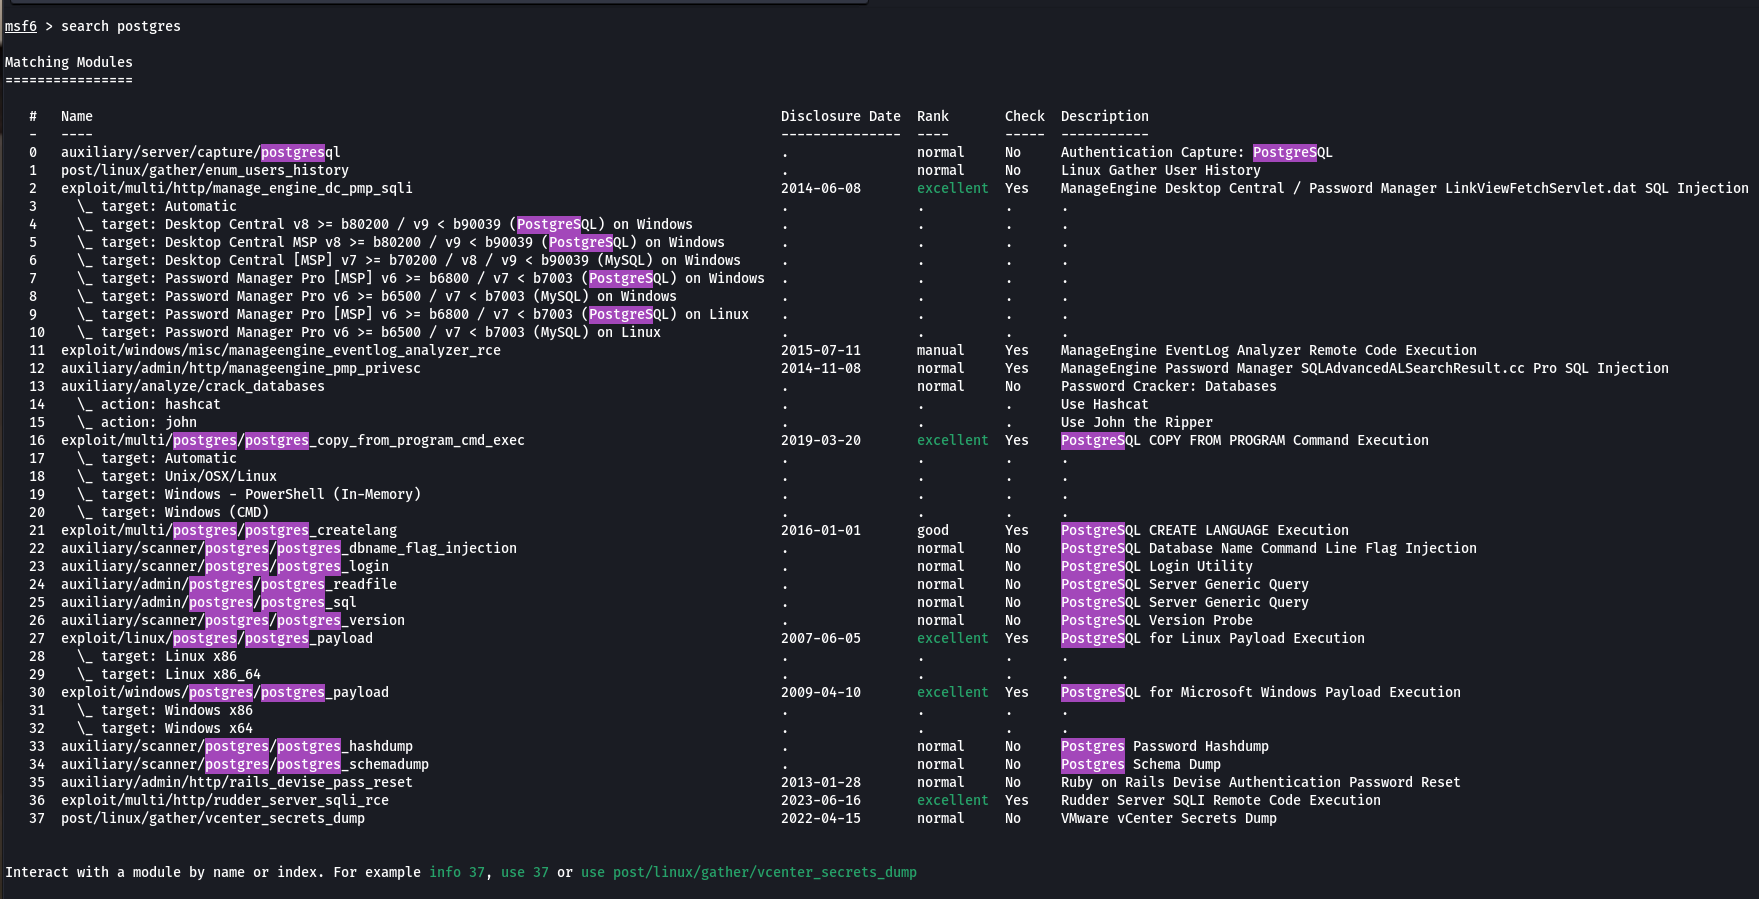 msf6 > search postgres
Matching Modules
================
#   Name   Disclosure Date   Rank   Check   Description
-   ----   ---------------   ----   -----   -----------
0   auxiliary/server/capture/postgresql   .   normal   No   Authentication Capture: PostgreSQL
1   post/linux/gather/enum_users_history   .   normal   No   Linux Gather User History
2   exploit/multi/http/manage_engine_dc_pmp_sqli   2014-06-08   excellent   Yes   ManageEngine Desktop Central / Password Manager LinkViewFetchServlet.dat SQL Injection
3     \_ target: Automatic   .   .   .   .
4     \_ target: Desktop Central v8 >= b80200 / v9 < b90039 (PostgreSQL) on Windows   .   .   .   .
5     \_ target: Desktop Central MSP v8 >= b80200 / v9 < b90039 (PostgreSQL) on Windows   .   .   .   .
6     \_ target: Desktop Central [MSP] v7 >= b70200 / v8 / v9 < b90039 (MySQL) on Windows   .   .   .   .
7     \_ target: Password Manager Pro [MSP] v6 >= b6800 / v7 < b7003 (PostgreSQL) on Windows   .   .   .   .
8     \_ target: Password Manager Pro v6 >= b6500 / v7 < b7003 (MySQL) on Windows   .   .   .   .
9     \_ target: Password Manager Pro [MSP] v6 >= b6800 / v7 < b7003 (PostgreSQL) on Linux   .   .   .   .
10    \_ target: Password Manager Pro v6 >= b6500 / v7 < b7003 (MySQL) on Linux   .   .   .   .
11  exploit/windows/misc/manageengine_eventlog_analyzer_rce   2015-07-11   manual   Yes   ManageEngine EventLog Analyzer Remote Code Execution
12  auxiliary/admin/http/manageengine_pmp_privesc   2014-11-08   normal   Yes   ManageEngine Password Manager SQLAdvancedALSearchResult.cc Pro SQL Injection
13  auxiliary/analyze/crack_databases   .   normal   No   Password Cracker: Databases
14    \_ action: hashcat   .   .   .   Use Hashcat
15    \_ action: john   .   .   .   Use John the Ripper
16  exploit/multi/postgres/postgres_copy_from_program_cmd_exec   2019-03-20   excellent   Yes   PostgreSQL COPY FROM PROGRAM Command Execution
17    \_ target: Automatic   .   .   .   .
18    \_ target: Unix/OSX/Linux   .   .   .   .
19    \_ target: Windows - PowerShell (In-Memory)   .   .   .   .
20    \_ target: Windows (CMD)   .   .   .   .
21  exploit/multi/postgres/postgres_createlang   2016-01-01   good   Yes   PostgreSQL CREATE LANGUAGE Execution
22  auxiliary/scanner/postgres/postgres_dbname_flag_injection   .   normal   No   PostgreSQL Database Name Command Line Flag Injection
23  auxiliary/scanner/postgres/postgres_login   .   normal   No   PostgreSQL Login Utility
24  auxiliary/admin/postgres/postgres_readfile   .   normal   No   PostgreSQL Server Generic Query
25  auxiliary/admin/postgres/postgres_sql   .   normal   No   PostgreSQL Server Generic Query
26  auxiliary/scanner/postgres/postgres_version   .   normal   No   PostgreSQL Version Probe
27  exploit/linux/postgres/postgres_payload   2007-06-05   excellent   Yes   PostgreSQL for Linux Payload Execution
28    \_ target: Linux x86   .   .   .   .
29    \_ target: Linux x86_64   .   .   .   .
30  exploit/windows/postgres/postgres_payload   2009-04-10   excellent   Yes   PostgreSQL for Microsoft Windows Payload Execution
31    \_ target: Windows x86   .   .   .   .
32    \_ target: Windows x64   .   .   .   .
33  auxiliary/scanner/postgres/postgres_hashdump   .   normal   No   Postgres Password Hashdump
34  auxiliary/scanner/postgres/postgres_schemadump   .   normal   No   Postgres Schema Dump
35  auxiliary/admin/http/rails_devise_pass_reset   2013-01-28   normal   No   Ruby on Rails Devise Authentication Password Reset
36  exploit/multi/http/rudder_server_sqli_rce   2023-06-16   excellent   Yes   Rudder Server SQLI Remote Code Execution
37  post/linux/gather/vcenter_secrets_dump   2022-04-15   normal   No   VMware vCenter Secrets Dump
Interact with a module by name or index. For example info 37, use 37 or use post/linux/gather/vcenter_secrets_dump